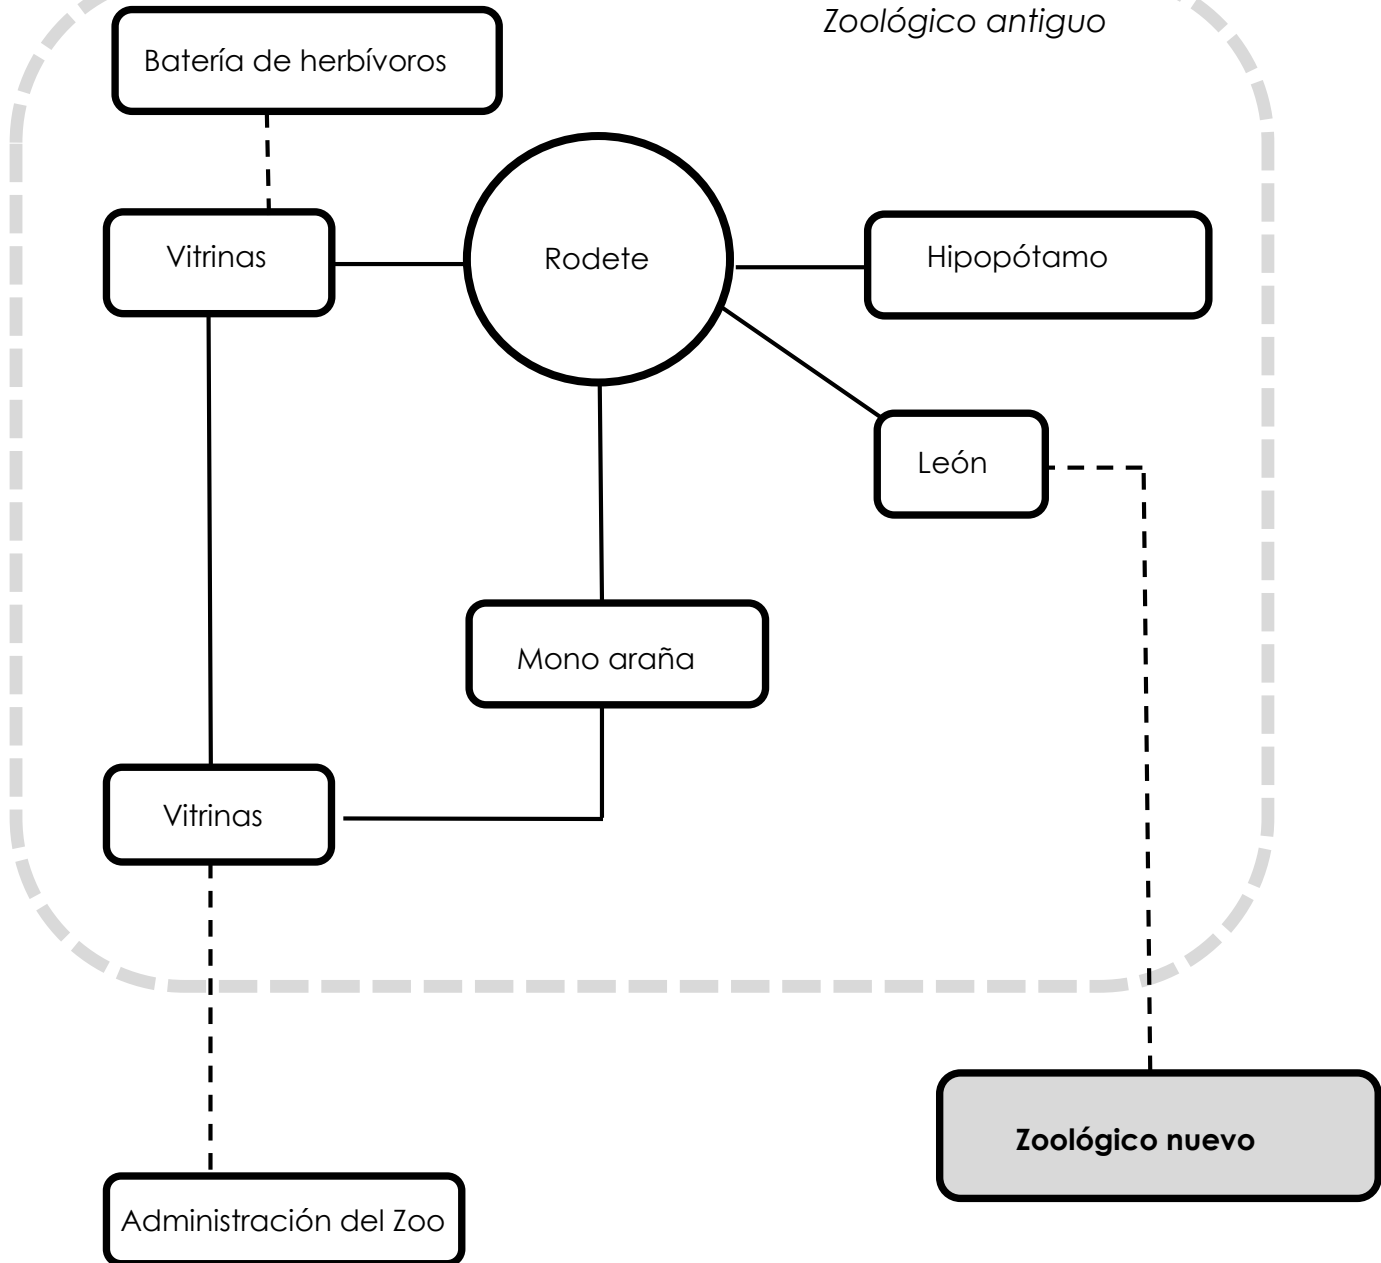 Zoológico antiguo
Batería de herbívoros
Vitrinas
Rodete
Hipopótamo
León
Mono araña
Vitrinas
Zoológico nuevo
Administración del Zoo